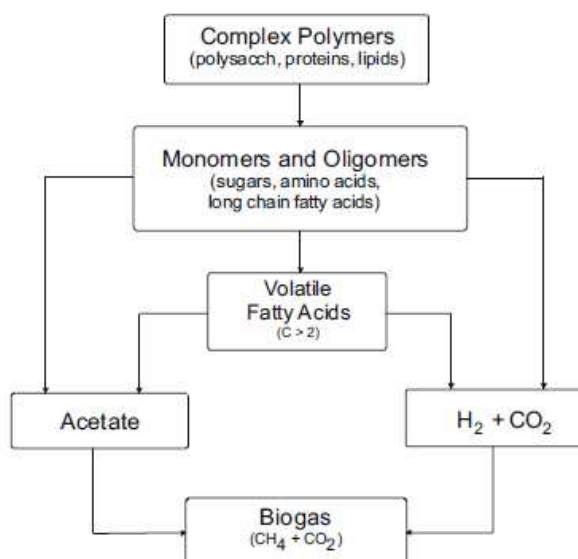 Complex Polymers
(polysacch, proteins, lipids)
Monomers and Oligomers
(sugars, amino acids,
long chain fatty acids)
Volatile
Fatty Acids
(C > 2)
Acetate
H₂ + CO₂
Biogas
(CH₄ + CO₂)